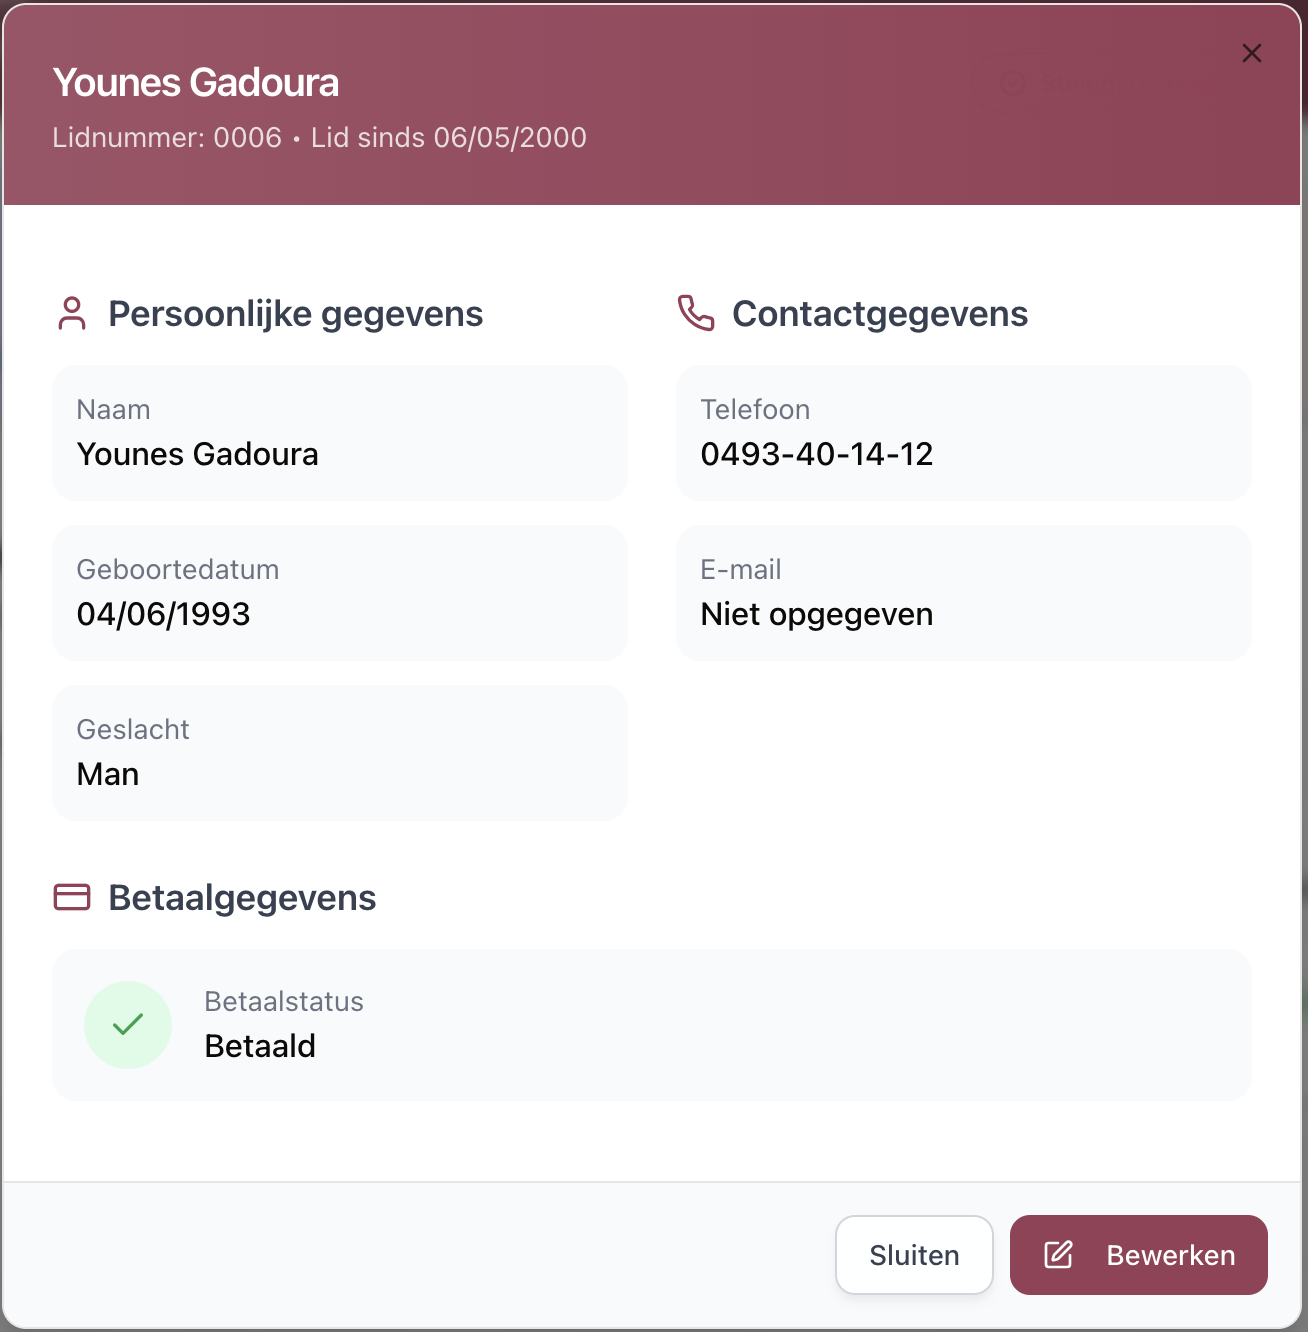 Younes Gadoura
Lidnummer: 0006 • Lid sinds 06/05/2000
Persoonlijke gegevens
Naam
Younes Gadoura
Geboortedatum
04/06/1993
Geslacht
Man
Contactgegevens
Telefoon
0493-40-14-12
E-mail
Niet opgegeven
Betaalgegevens
Betaalstatus
Betaald
Sluiten
Bewerken